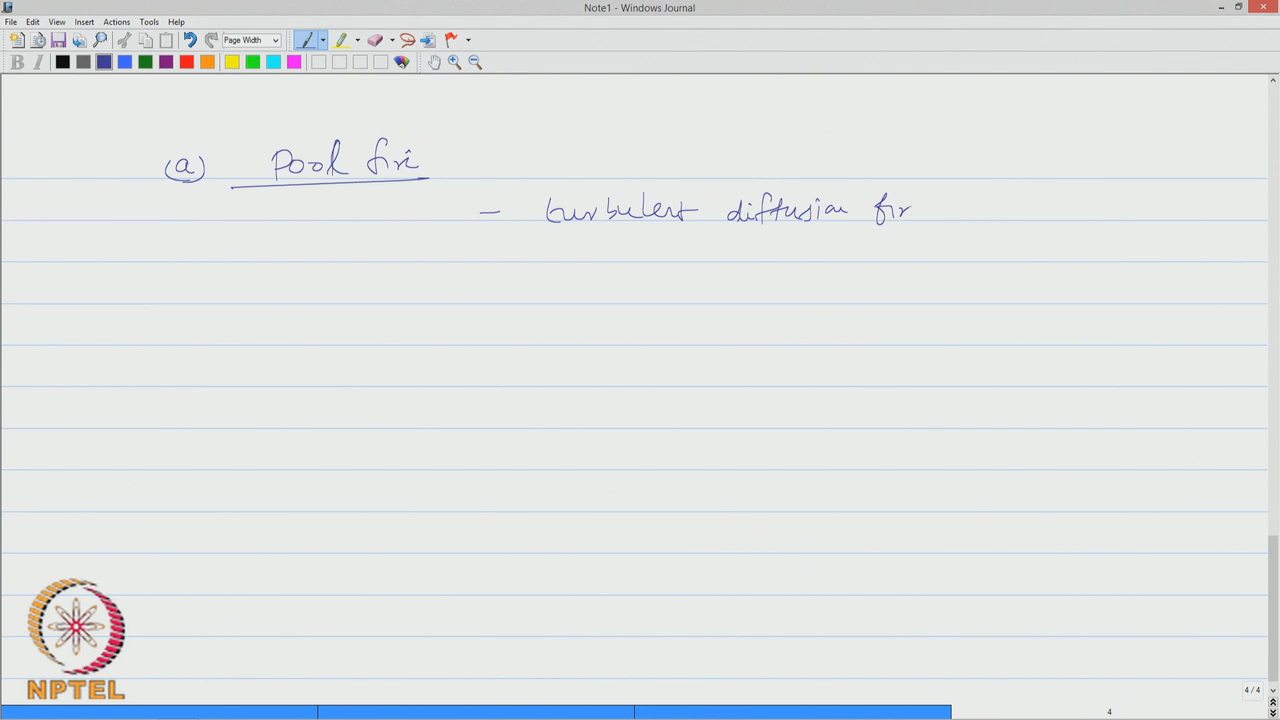 Note1 - Windows Journal
File Edit View Insert Actions Tools Help
Page Width
B I
(a) Pool fire
- turbulent diffusion fir
NPTEL
4 / 4
4